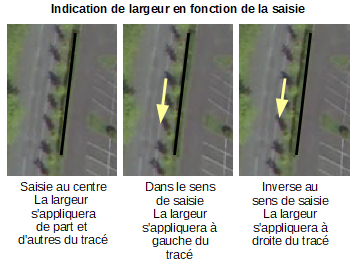 Indication de largeur en fonction de la saisie
Saisie au centre
La largeur
s'appliquera
de part et
d'autres du tracé
Dans le sens
de saisie
La largeur
s'appliquera à
gauche du
tracé
Inverse au
sens de saisie
La largeur
s'appliquera à
droite du tracé